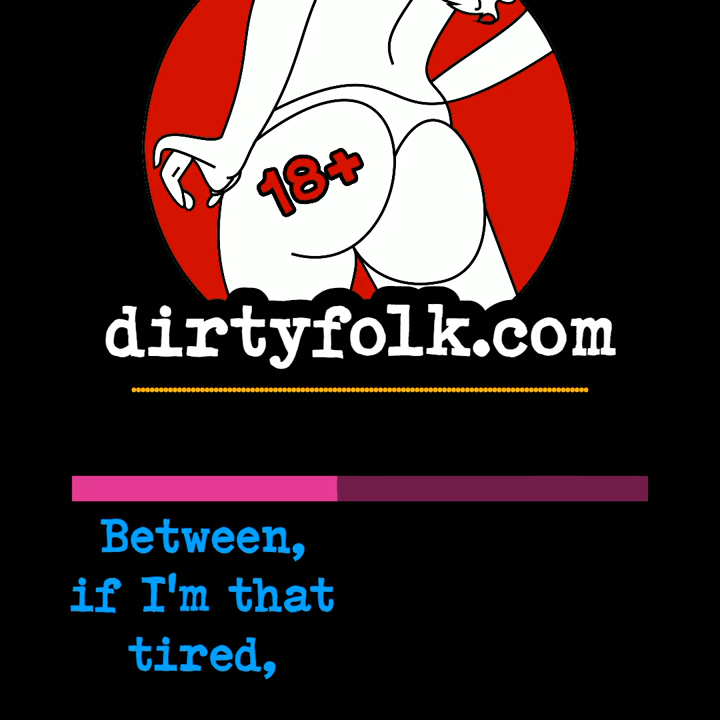 18+
dirtyfolk.com
Between,
if I'm that
tired,